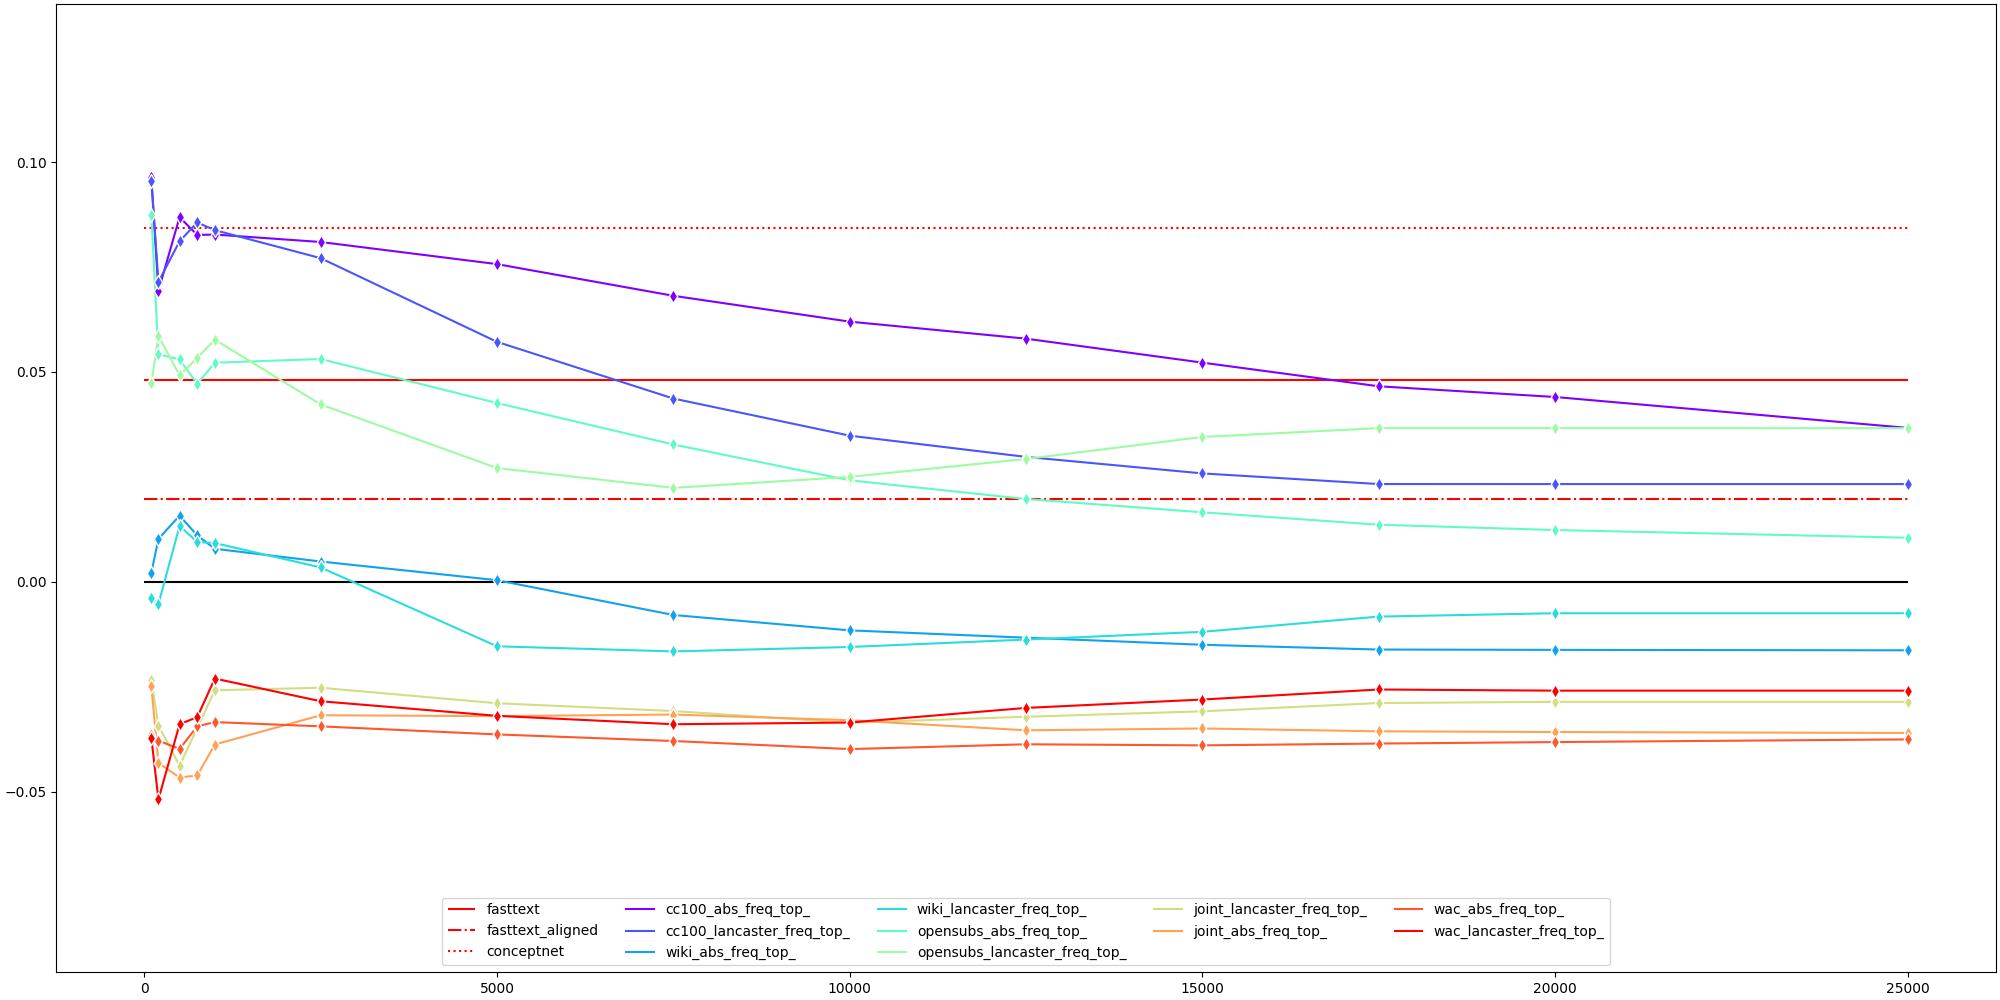 0.10
0.05
0.00
−0.05
fasttext
fasttext_aligned
conceptnet
cc100_abs_freq_top_
cc100_lancaster_freq_top_
wiki_abs_freq_top_
wiki_lancaster_freq_top_
opensubs_abs_freq_top_
opensubs_lancaster_freq_top_
joint_lancaster_freq_top_
joint_abs_freq_top_
wac_abs_freq_top_
wac_lancaster_freq_top_
0 5000 10000 15000 20000 25000